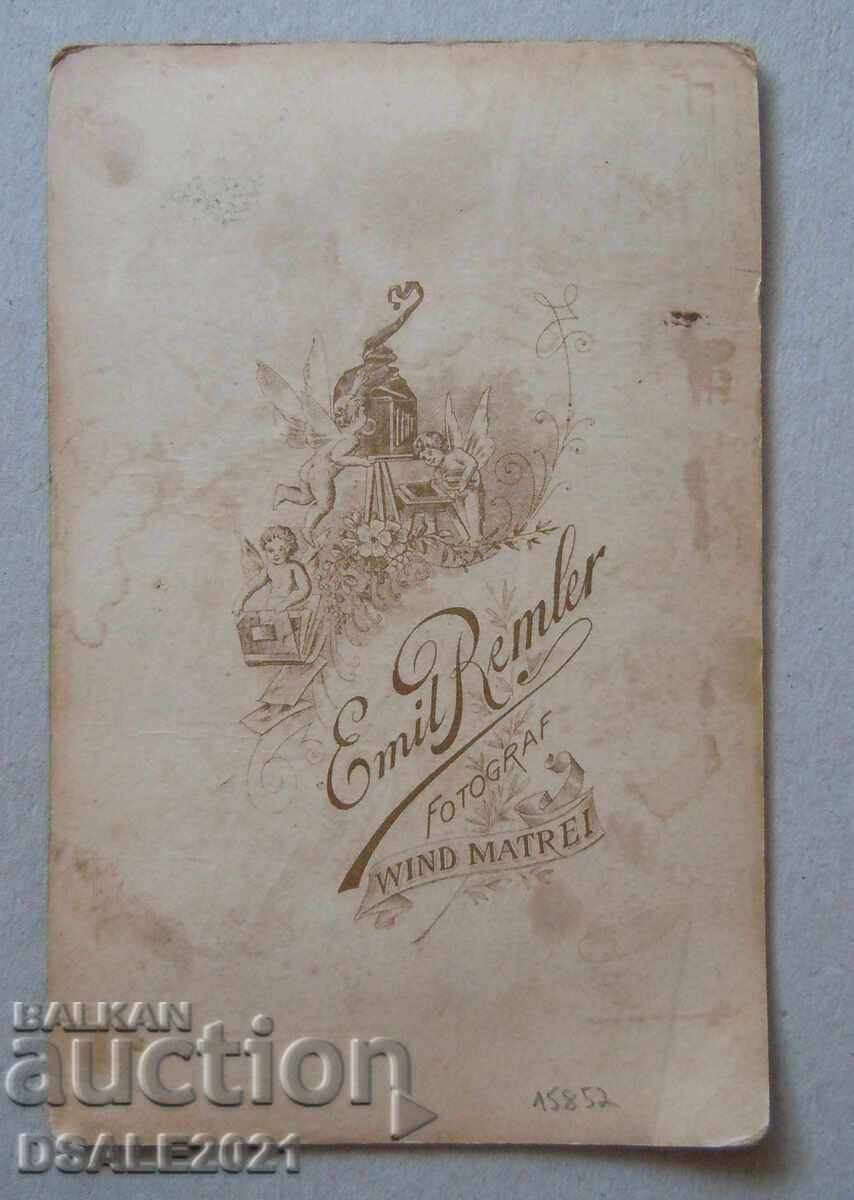 Emil Remler
FOTOGRAF
WIND MATREI
15852
BALKAN
auction
DSALE2021